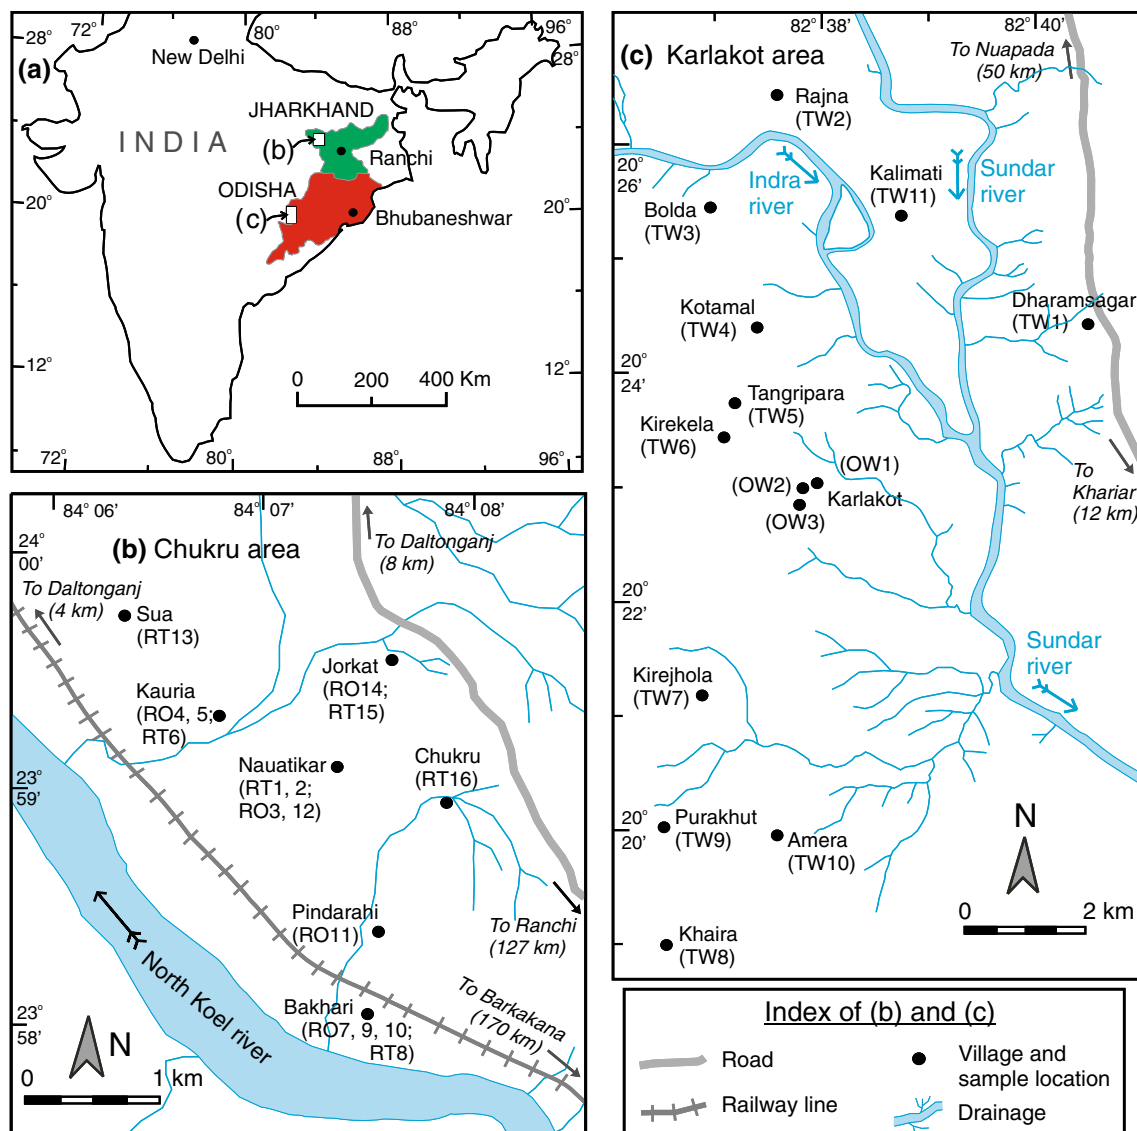 72°
80°
88°
96°
28°
28°
(a)
New Delhi
INDIA
JHARKHAND
(b)
Ranchi
ODISHA
(c)
Bhubaneshwar
20°
20°
12°
12°
0 200 400 Km
72°
80°
88°
96°
84° 06'
84° 07'
84° 08'
(b) Chukru area
24°
00'
To Daltonganj
(4 km)
To Daltonganj
(8 km)
Sua
(RT13)
Jorkat
(RO14;
RT15)
Kauria
(RO4, 5;
RT6)
Nauatikar
(RT1, 2;
RO3, 12)
Chukru
(RT16)
23°
59'
Pindarahi
(RO11)
To Ranchi
(127 km)
North Koel river
Bakhari
(RO7, 9, 10;
RT8)
To Barkakana
(170 km)
23°
58'
N
0 1 km
82° 38'
82° 40'
(c) Karlakot area
To Nuapada
(50 km)
Rajna
(TW2)
20°
26'
Indra
river
Kalimati
(TW11)
Sundar
river
Bolda
(TW3)
Kotamal
(TW4)
Dharamsagar
(TW1)
20°
24'
Tangripara
(TW5)
Kirekela
(TW6)
(OW1)
(OW2)
Karlakot
(OW3)
To
Khariar
(12 km)
20°
22'
Sundar
river
Kirejhola
(TW7)
20°
20'
Purakhut
(TW9)
Amera
(TW10)
Khaira
(TW8)
N
0 2 km
Index of (b) and (c)
Road
Village and
sample location
Railway line
Drainage